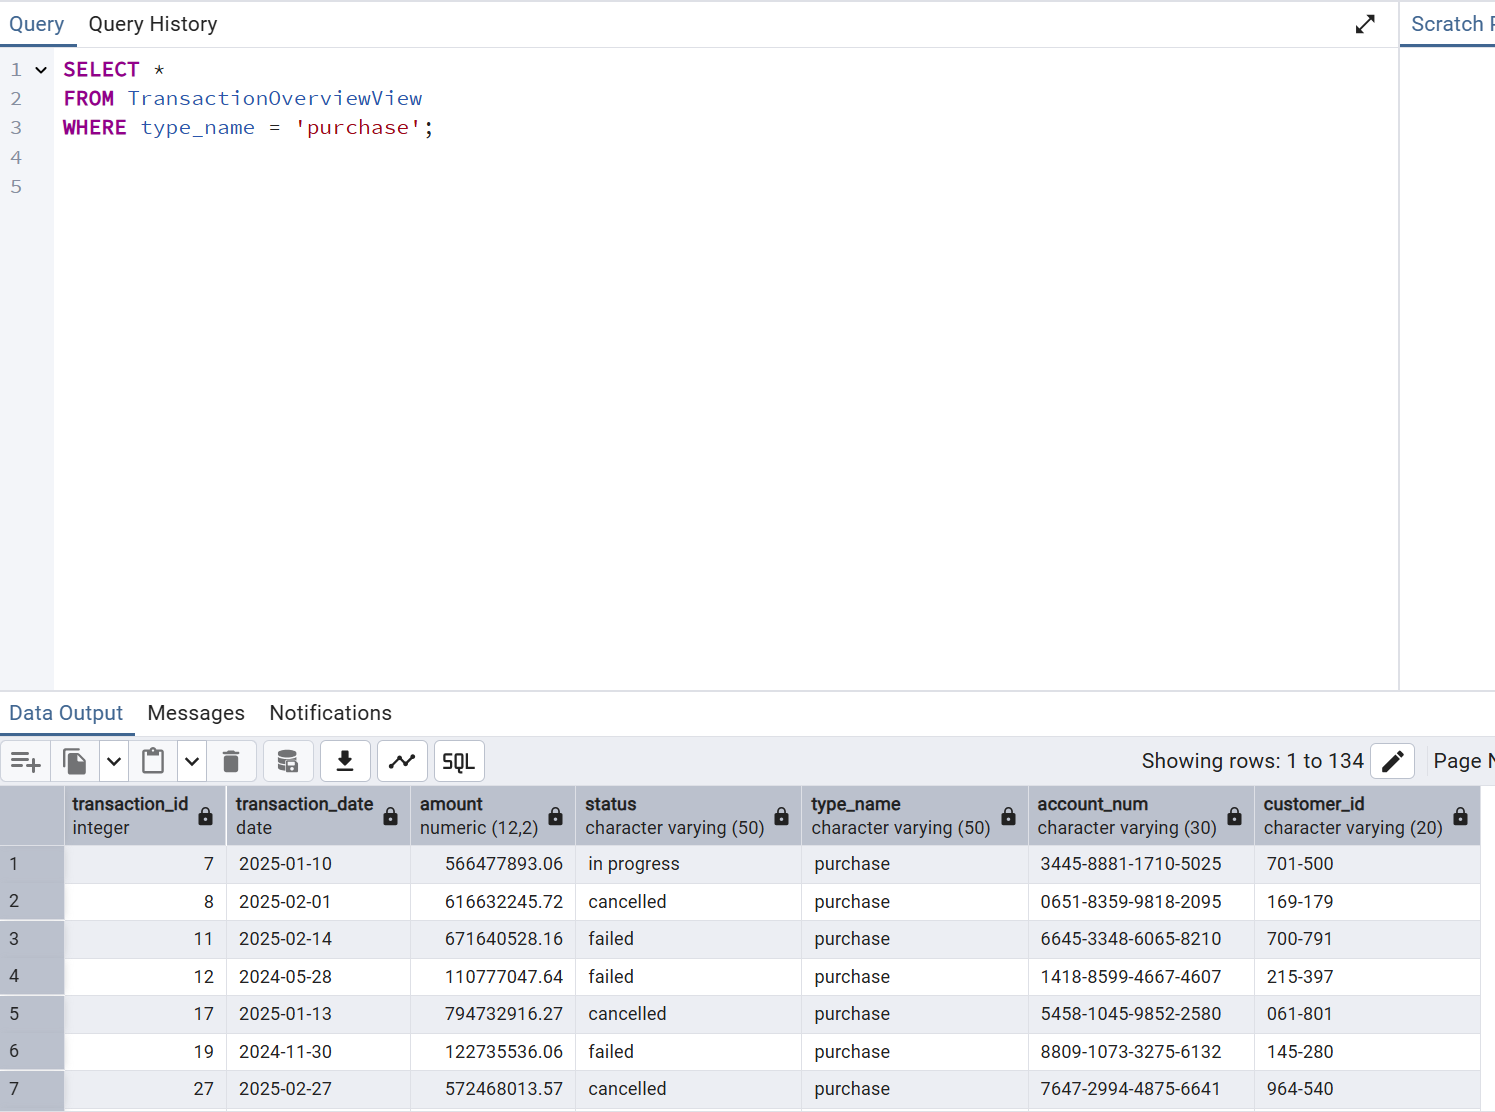 Query Query History Scratch
1 SELECT *
2 FROM TransactionOverviewView
3 WHERE type_name = 'purchase';
4
5
Data Output Messages Notifications
SQL Showing rows: 1 to 134 Page
transaction_id transaction_date amount status type_name account_num customer_id
integer date numeric (12,2) character varying (50) character varying (50) character varying (30) character varying (20)
1 7 2025-01-10 566477893.06 in progress purchase 3445-8881-1710-5025 701-500
2 8 2025-02-01 616632245.72 cancelled purchase 0651-8359-9818-2095 169-179
3 11 2025-02-14 671640528.16 failed purchase 6645-3348-6065-8210 700-791
4 12 2024-05-28 110777047.64 failed purchase 1418-8599-4667-4607 215-397
5 17 2025-01-13 794732916.27 cancelled purchase 5458-1045-9852-2580 061-801
6 19 2024-11-30 122735536.06 failed purchase 8809-1073-3275-6132 145-280
7 27 2025-02-27 572468013.57 cancelled purchase 7647-2994-4875-6641 964-540